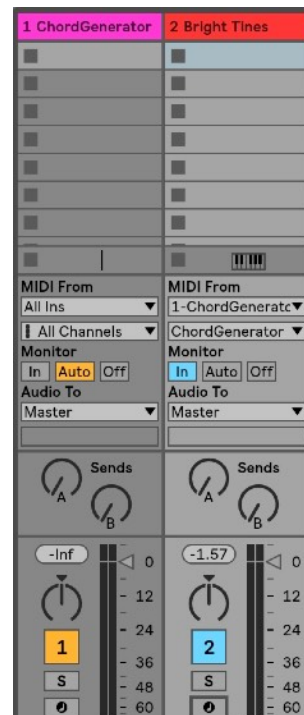 1 ChordGenerator
2 Bright Tines
MIDI From
All Ins
All Channels
Monitor
In Auto Off
Audio To
Master
Sends
A
B
-Inf
0
12
24
36
48
60
1
S
MIDI From
1-ChordGeneratc
ChordGenerator
Monitor
In Auto Off
Audio To
Master
Sends
A
B
-1.57
0
12
24
36
48
60
2
S